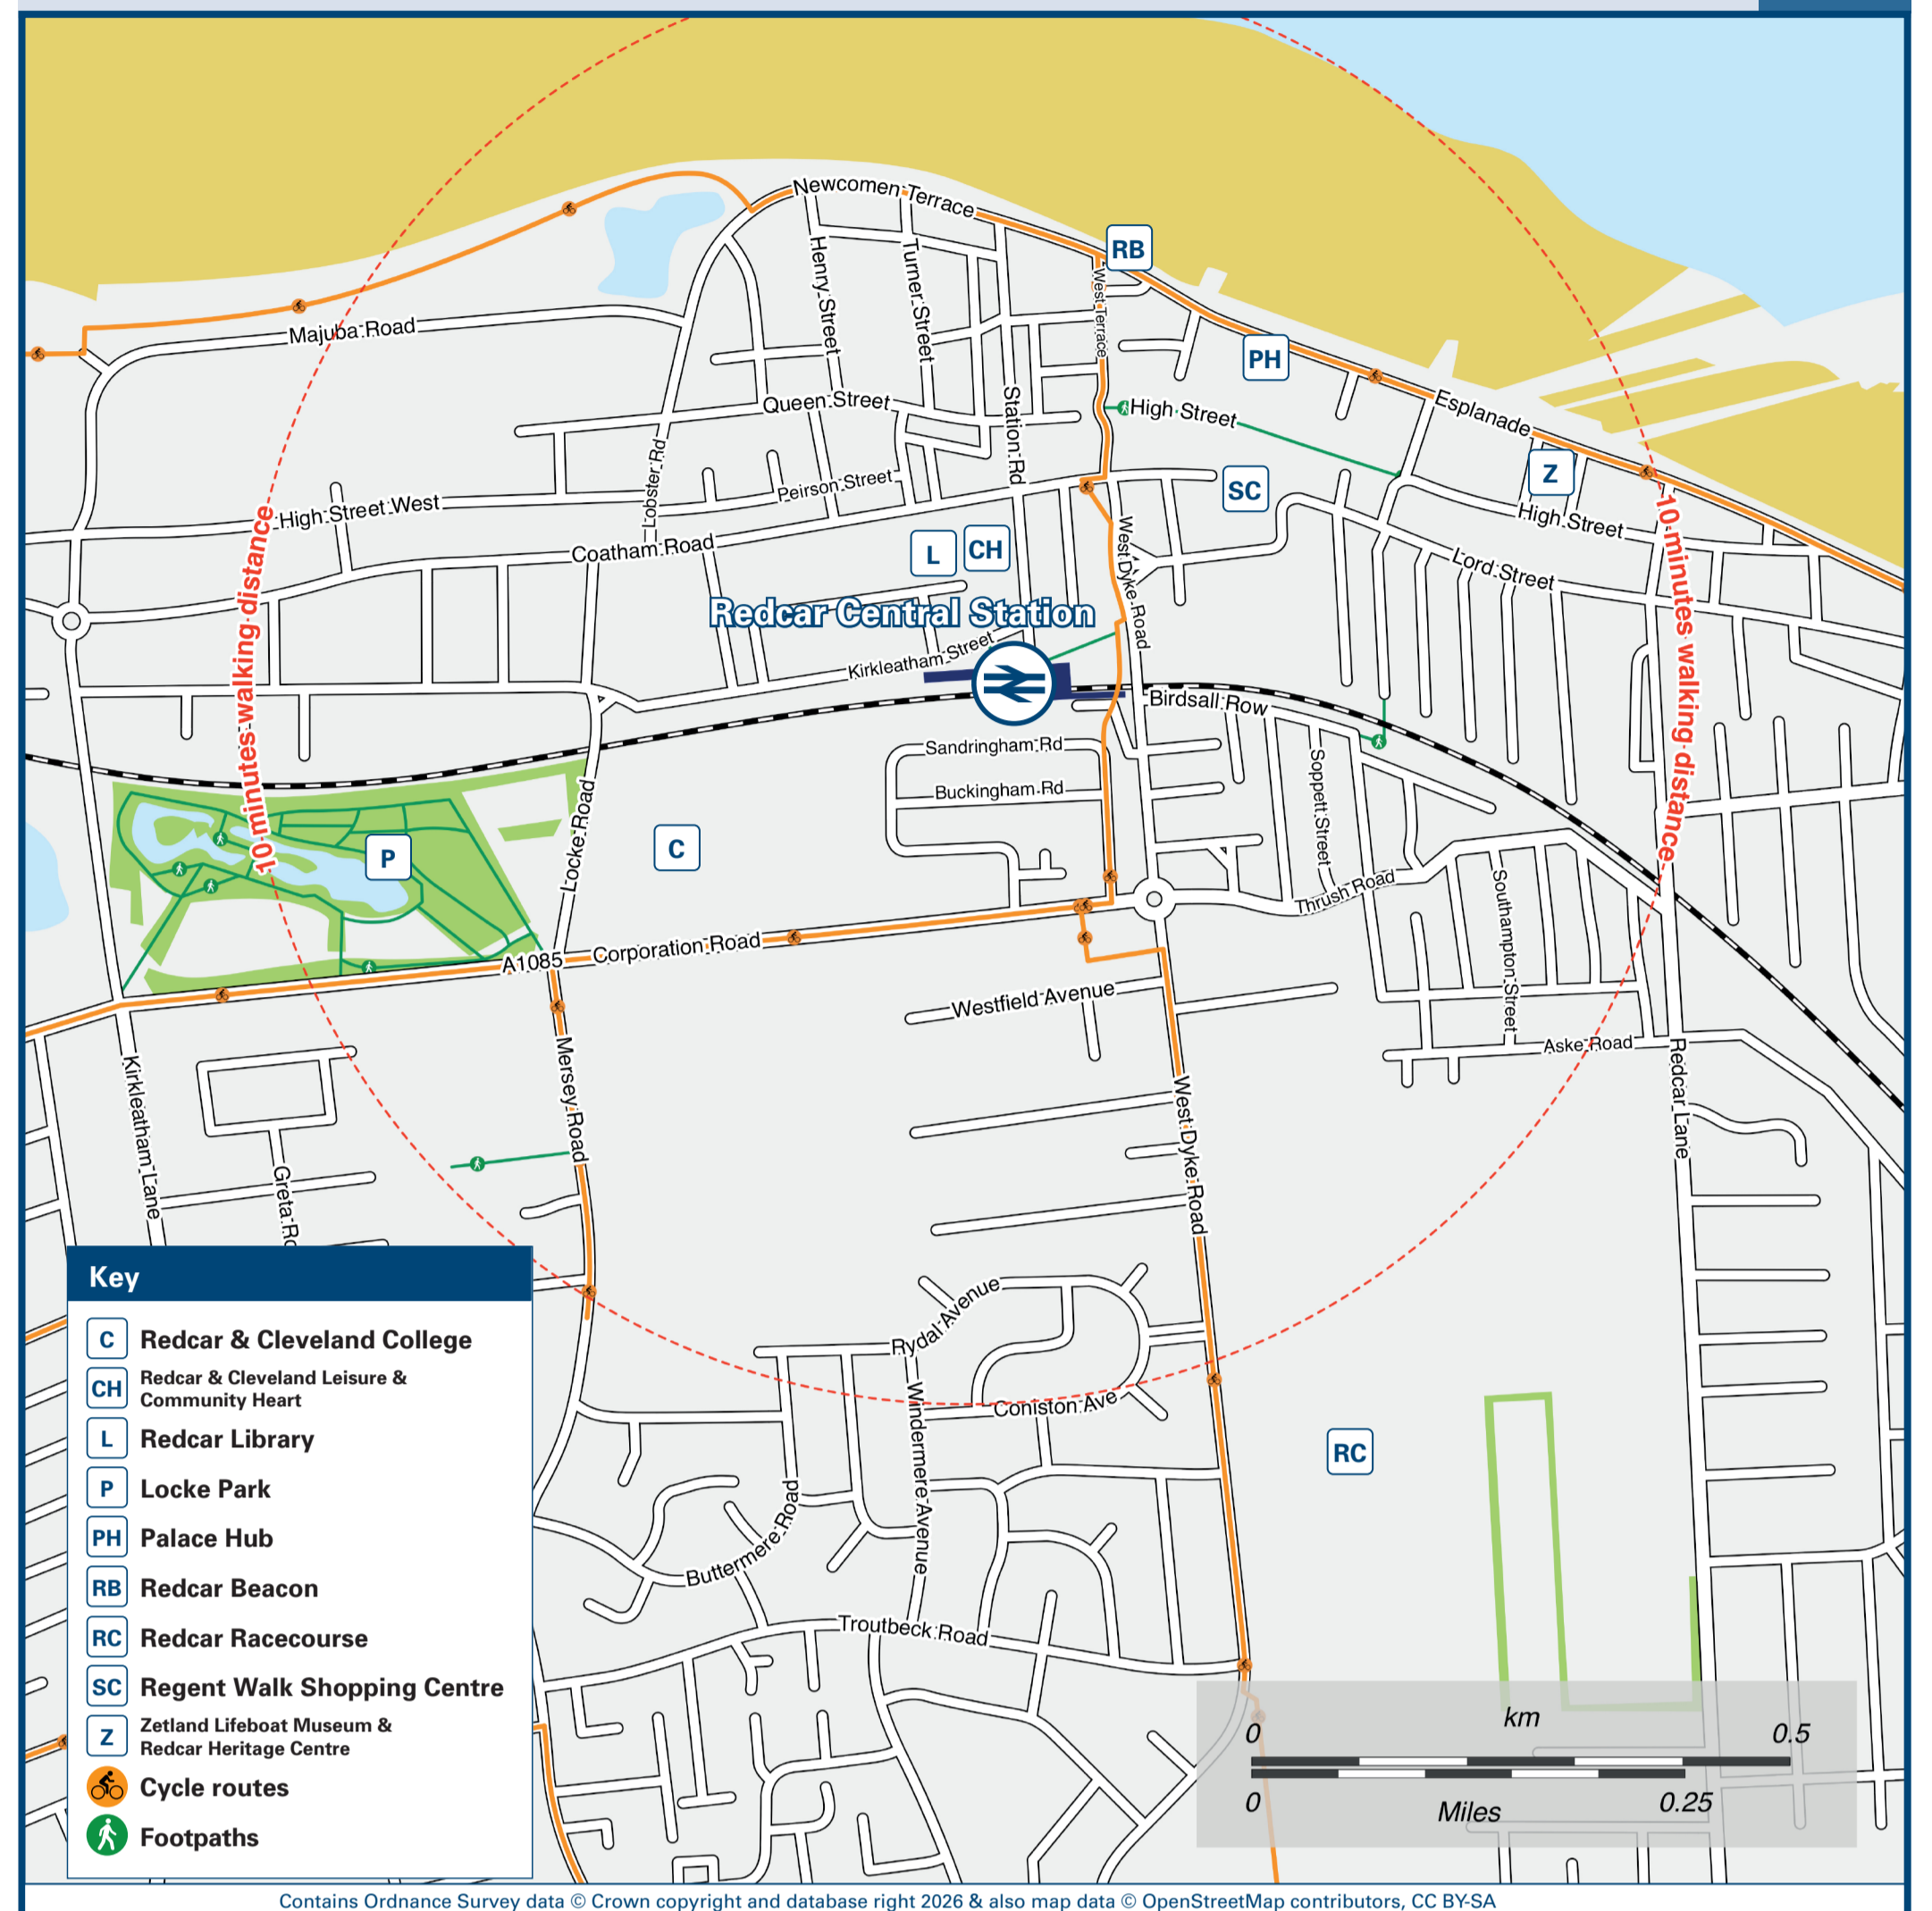 Newcomen Terrace
RB
Henry Street
Turner Street
West Terrace
Majuba Road
PH
Queen Street
Station Rd
High Street
Esplanade
Lobster Rd
Peirson Street
SC
Z
High Street West
High Street
Coatham Road
L
CH
West Dyke Road
Lord Street
10 minutes walking distance
10 minutes walking distance
Redcar Central Station
Kirkleatham Street
Birdsall Row
Sandringham Rd
Buckingham Rd
Soppett Street
Locke Road
P
C
Thrush Road
Southampton Street
A1085
Corporation Road
Westfield Avenue
Aske Road
Kirkleatham Lane
Mersey Road
West Dyke Road
Redcar Lane
Greta Ro
Rydal Avenue
Windermere Avenue
Coniston Ave
RC
Buttermere Road
Troutbeck Road
Key
C Redcar & Cleveland College
CH Redcar & Cleveland Leisure &
Community Heart
L Redcar Library
P Locke Park
PH Palace Hub
RB Redcar Beacon
RC Redcar Racecourse
SC Regent Walk Shopping Centre
Z Zetland Lifeboat Museum &
Redcar Heritage Centre
Cycle routes
Footpaths
km
0 0.5
0 Miles 0.25
Contains Ordnance Survey data © Crown copyright and database right 2026 & also map data © OpenStreetMap contributors, CC BY-SA